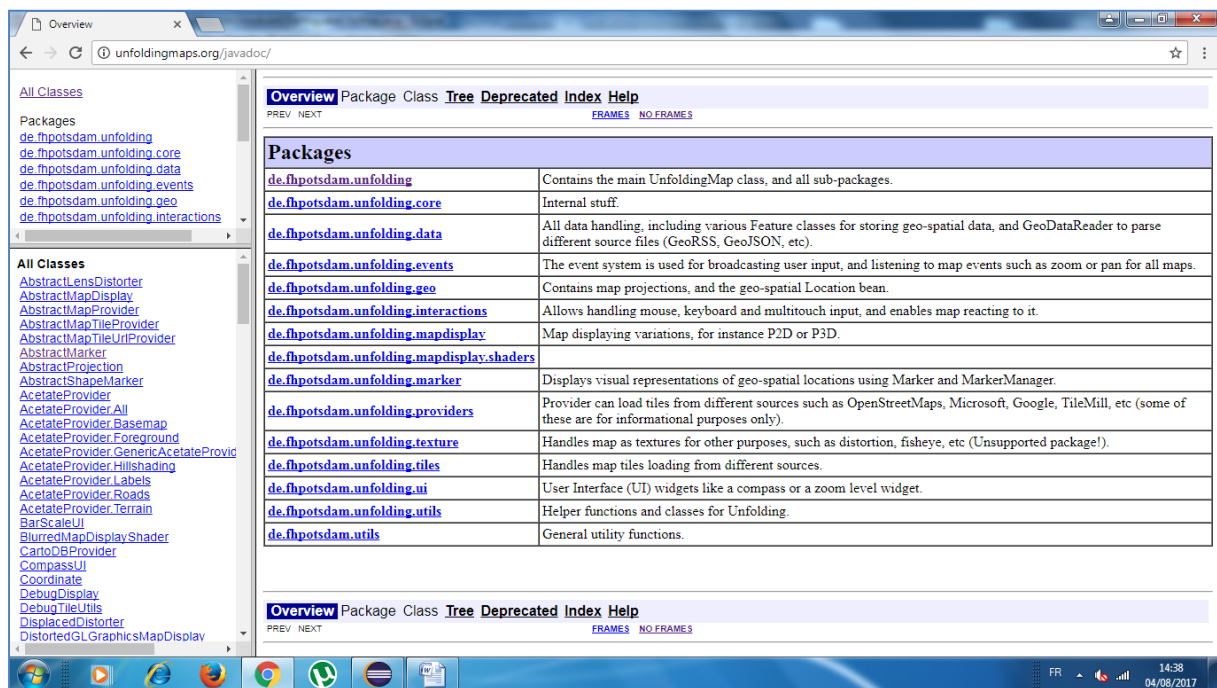 Overview
unfoldingmaps.org/javadoc/
All Classes
Packages
de.fhpotsdam.unfolding
de.fhpotsdam.unfolding.core
de.fhpotsdam.unfolding.data
de.fhpotsdam.unfolding.events
de.fhpotsdam.unfolding.geo
de.fhpotsdam.unfolding.interactions
All Classes
AbstractLensDistorter
AbstractMapDisplay
AbstractMapProvider
AbstractMapTileProvider
AbstractMapTileUrlProvider
AbstractMarker
AbstractProjection
AbstractShapeMarker
AcetateProvider
AcetateProvider.All
AcetateProvider.Basemap
AcetateProvider.Foreground
AcetateProvider.GenericAcetateProvid
AcetateProvider.Hillshading
AcetateProvider.Labels
AcetateProvider.Roads
AcetateProvider.Terrain
BarScaleUI
BlurredMapDisplayShader
CartoDBProvider
CompassUI
Coordinate
DebugDisplay
DebugTileUtils
DisplacedDistorter
DistortedGLGraphicsMapDisplay
Overview Package Class Tree Deprecated Index Help
PREV NEXT FRAMES NO FRAMES
Packages
de.fhpotsdam.unfolding Contains the main UnfoldingMap class, and all sub-packages.
de.fhpotsdam.unfolding.core Internal stuff.
de.fhpotsdam.unfolding.data All data handling, including various Feature classes for storing geo-spatial data, and GeoDataReader to parse
different source files (GeoRSS, GeoJSON, etc).
de.fhpotsdam.unfolding.events The event system is used for broadcasting user input, and listening to map events such as zoom or pan for all maps.
de.fhpotsdam.unfolding.geo Contains map projections, and the geo-spatial Location bean.
de.fhpotsdam.unfolding.interactions Allows handling mouse, keyboard and multitouch input, and enables map reacting to it.
de.fhpotsdam.unfolding.mapdisplay Map displaying variations, for instance P2D or P3D.
de.fhpotsdam.unfolding.mapdisplay.shaders
de.fhpotsdam.unfolding.marker Displays visual representations of geo-spatial locations using Marker and MarkerManager.
de.fhpotsdam.unfolding.providers Provider can load tiles from different sources such as OpenStreetMaps, Microsoft, Google, TileMill, etc (some of
these are for informational purposes only).
de.fhpotsdam.unfolding.texture Handles map as textures for other purposes, such as distortion, fisheye, etc (Unsupported package!).
de.fhpotsdam.unfolding.tiles Handles map tiles loading from different sources.
de.fhpotsdam.unfolding.ui User Interface (UI) widgets like a compass or a zoom level widget.
de.fhpotsdam.unfolding.utils Helper functions and classes for Unfolding.
de.fhpotsdam.utils General utility functions.
Overview Package Class Tree Deprecated Index Help
PREV NEXT FRAMES NO FRAMES
FR
14:38
04/08/2017